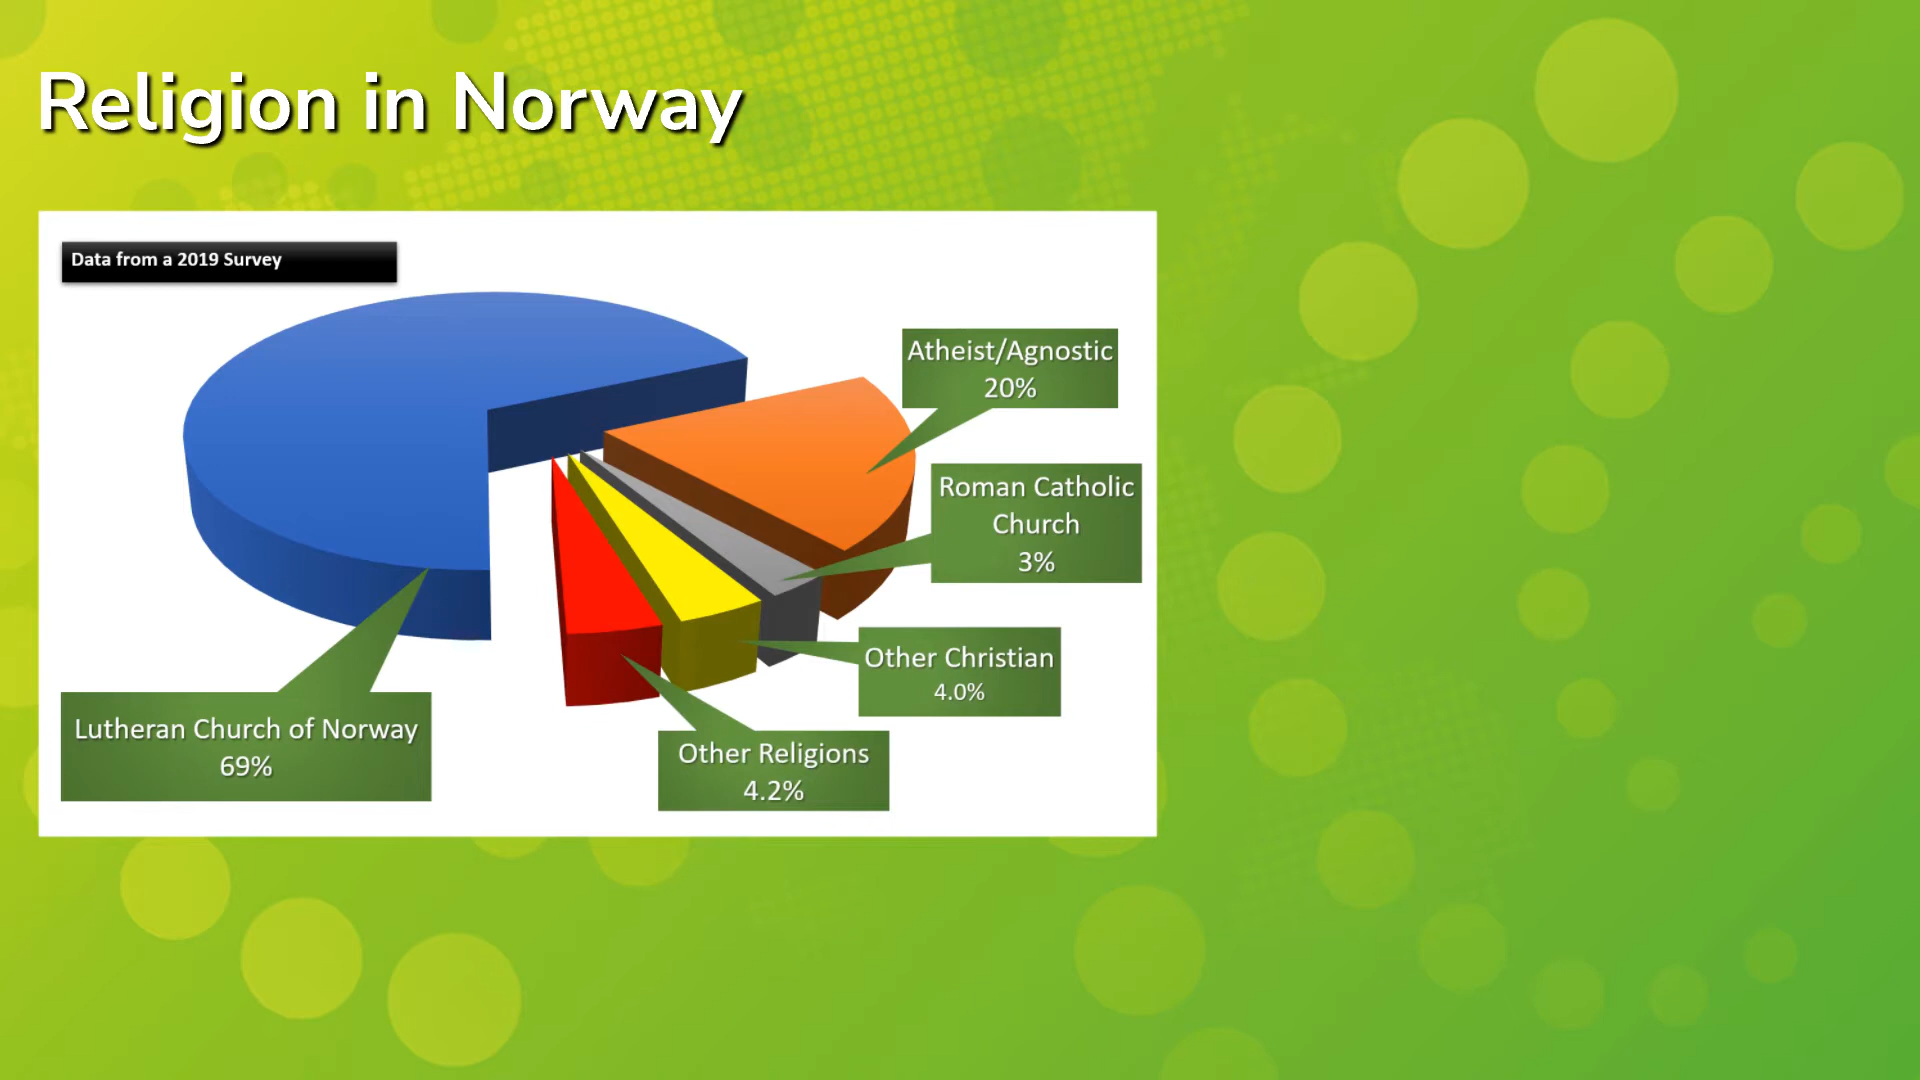 Religion in Norway
Data from a 2019 Survey
Atheist/Agnostic
20%
Roman Catholic
Church
3%
Other Christian
4.0%
Other Religions
4.2%
Lutheran Church of Norway
69%